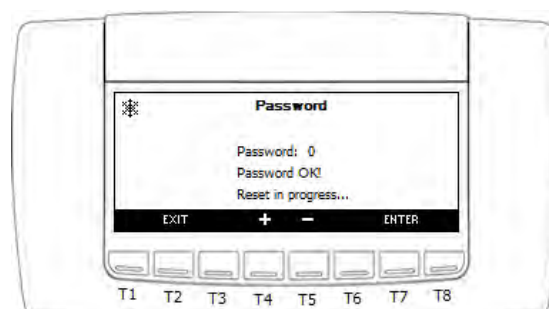 Password
Password: 0
Password OK!
Reset in progress...
EXIT + − ENTER
T1 T2 T3 T4 T5 T6 T7 T8